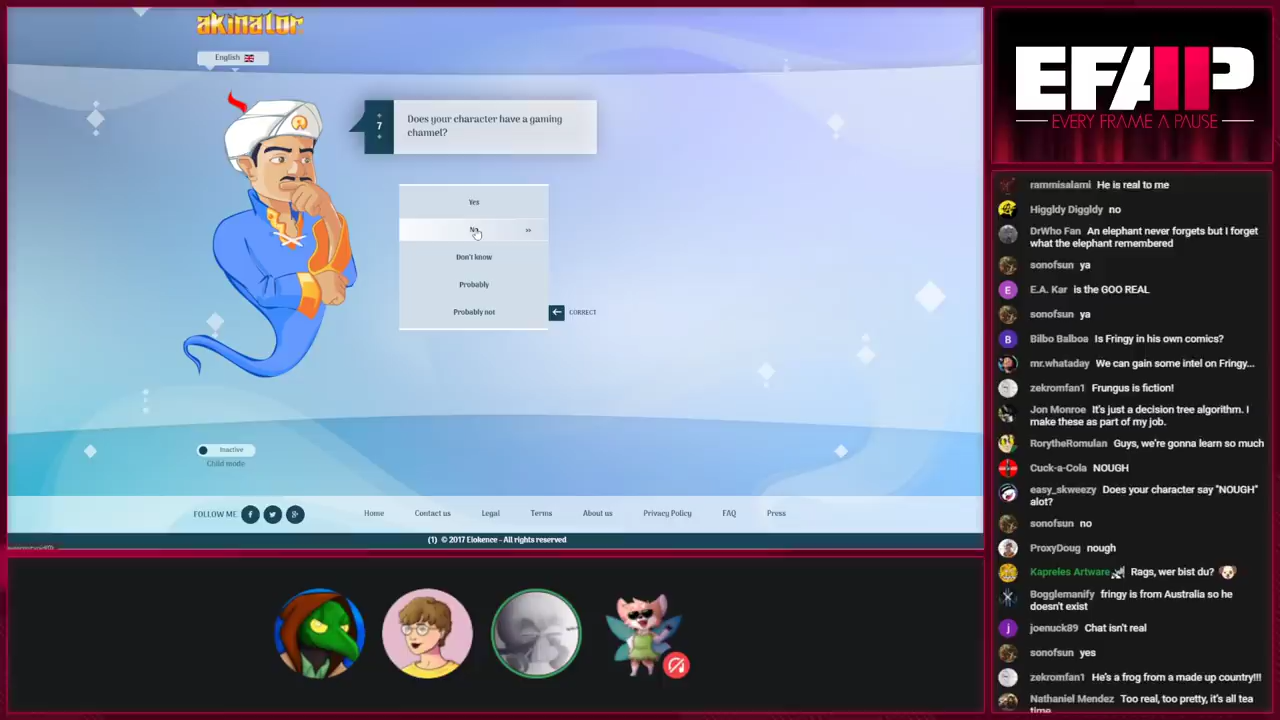 akinator
English
7
Does your character have a gaming
channel?
Yes
No
>>
Don't know
Probably
Probably not
CORRECT
Inactive
Child mode
FOLLOW ME
Home
Contact us
Legal
Terms
About us
Privacy Policy
FAQ
Press
(1) © 2017 Elokence - All rights reserved
EFAP
EVERY FRAME A PAUSE
rammisalami He is real to me
Higgldy Diggldy no
DrWho Fan An elephant never forgets but I forget
what the elephant remembered
sonofsun ya
E
E.A. Kar is the GOO REAL
sonofsun ya
B
Bilbo Balboa Is Fringy in his own comics?
mr.whataday We can gain some intel on Fringy...
zekromfan1 Frungus is fiction!
Jon Monroe It's just a decision tree algorithm. I
make these as part of my job.
RorytheRomulan Guys, we're gonna learn so much
Cuck-a-Cola NOUGH
easy_skweezy Does your character say "NOUGH"
alot?
sonofsun no
ProxyDoug nough
Kapreles Artware Rags, wer bist du?
Bogglemanify fringy is from Australia so he
doesn't exist
j
joenuck89 Chat isn't real
sonofsun yes
zekromfan1 He's a frog from a made up country!!!
Nathaniel Mendez Too real, too pretty, it's all tea
time